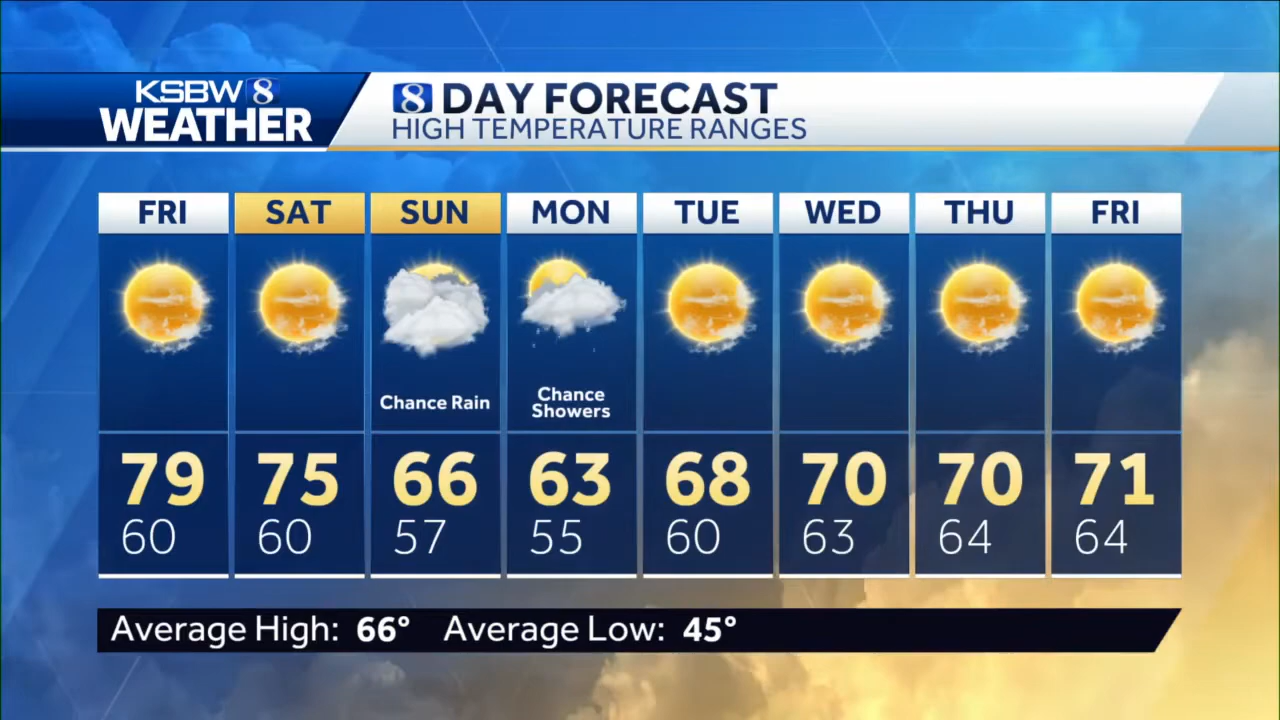 KSBW 8
WEATHER
8 DAY FORECAST
HIGH TEMPERATURE RANGES
FRI SAT SUN MON TUE WED THU FRI
Chance Rain
Chance
Showers
79 75 66 63 68 70 70 71
60 60 57 55 60 63 64 64
Average High: 66° Average Low: 45°